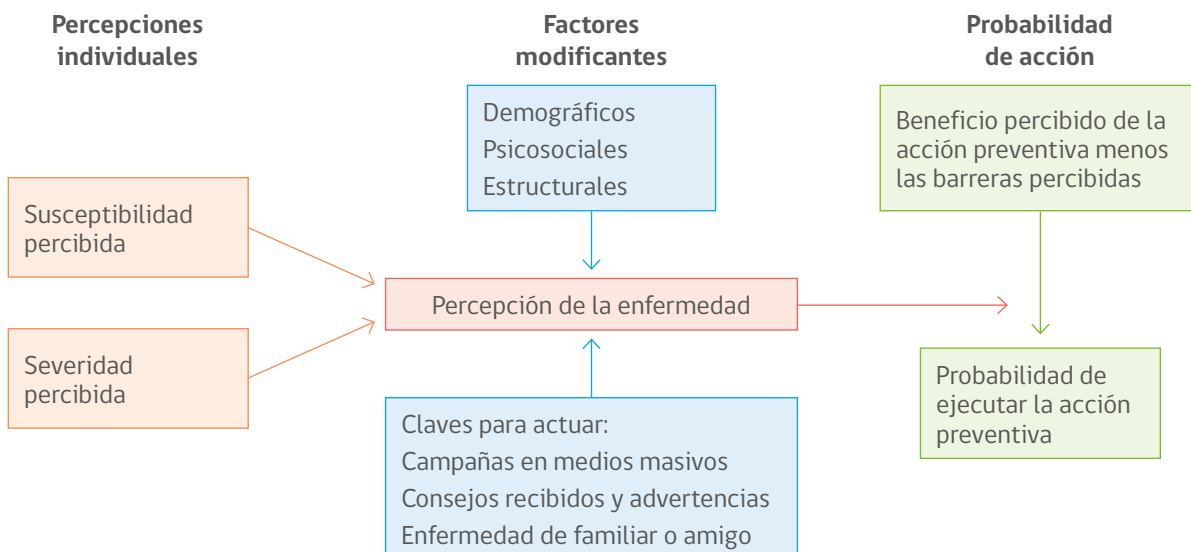 Percepciones
individuales
Factores
modificantes
Probabilidad
de acción
Demográficos
Psicosociales
Estructurales
Beneficio percibido de la
acción preventiva menos
las barreras percibidas
Susceptibilidad
percibida
Percepción de la enfermedad
Severidad
percibida
Probabilidad de
ejecutar la acción
preventiva
Claves para actuar:
Campañas en medios masivos
Consejos recibidos y advertencias
Enfermedad de familiar o amigo